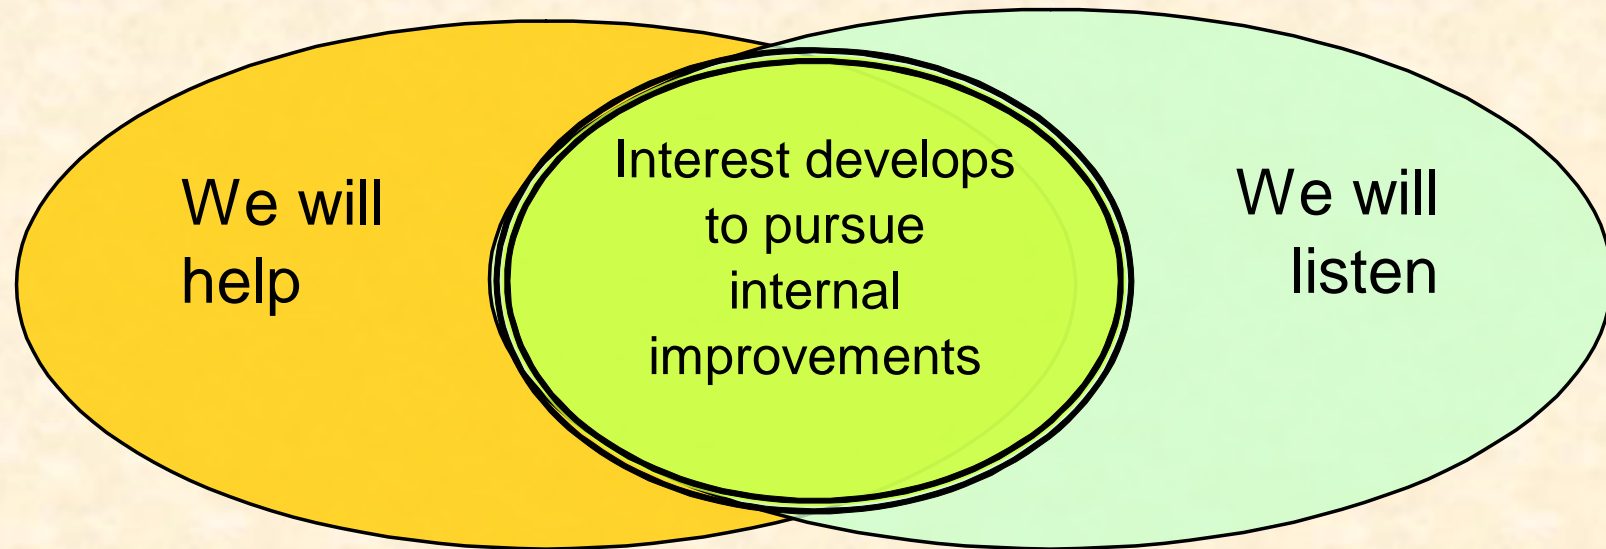 We will
help
Interest develops
to pursue
internal
improvements
We will
listen